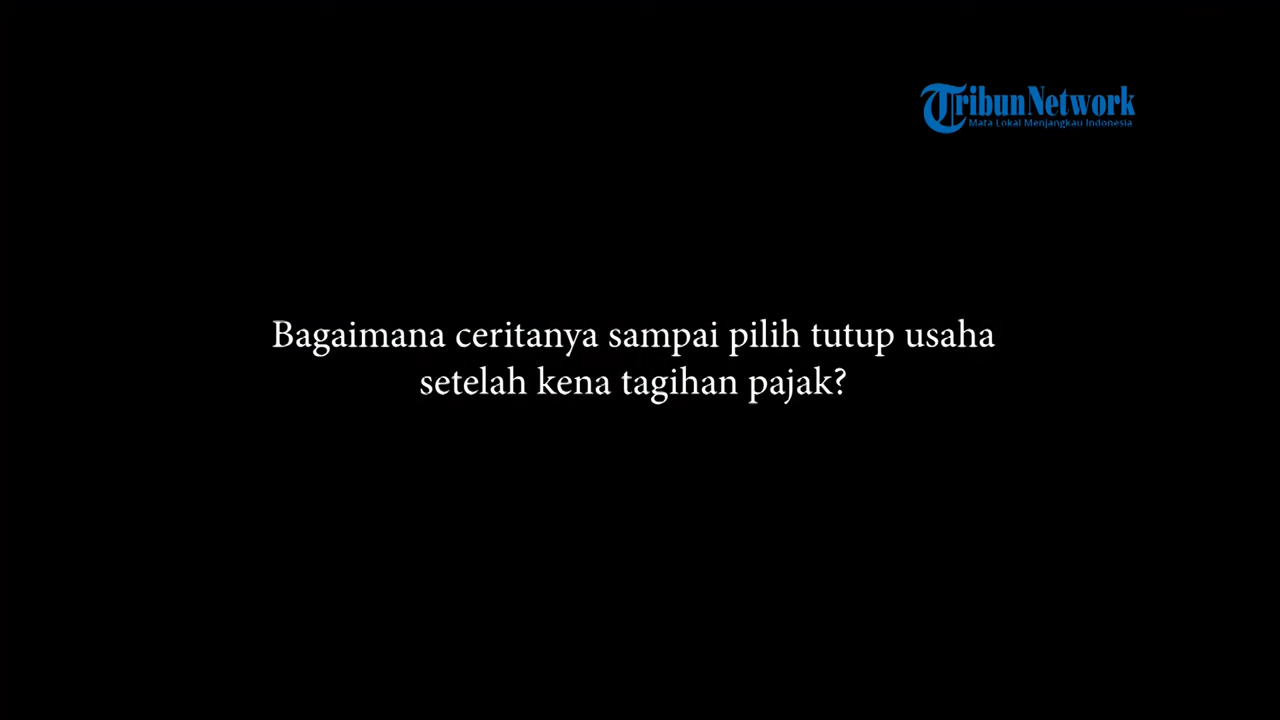 TribunNetwork
Mata Lokal Menjangkau Indonesia
Bagaimana ceritanya sampai pilih tutup usaha
setelah kena tagihan pajak?